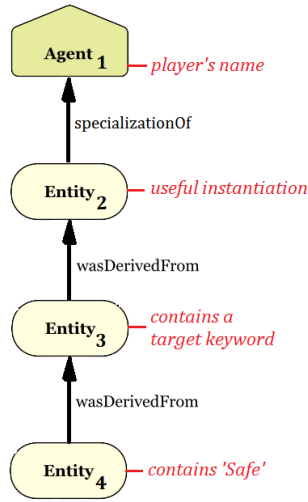 Agent 1
player's name
specializationOf
Entity 2
useful instantiation
wasDerivedFrom
Entity 3
contains a
target keyword
wasDerivedFrom
Entity 4
contains 'Safe'